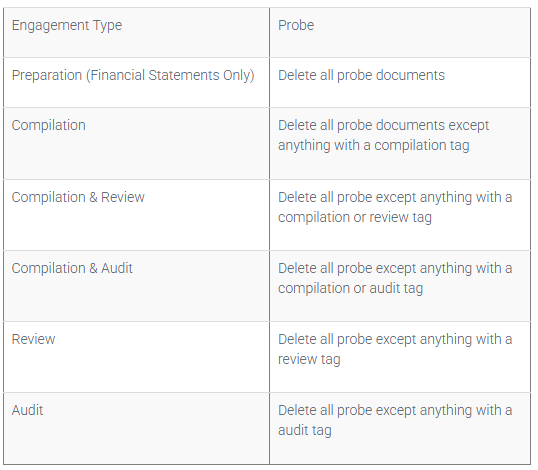 Engagement Type
Probe
Preparation (Financial Statements Only)
Delete all probe documents
Compilation
Delete all probe documents except
anything with a compilation tag
Compilation & Review
Delete all probe except anything with a
compilation or review tag
Compilation & Audit
Delete all probe except anything with a
compilation or audit tag
Review
Delete all probe except anything with a
review tag
Audit
Delete all probe except anything with a
audit tag